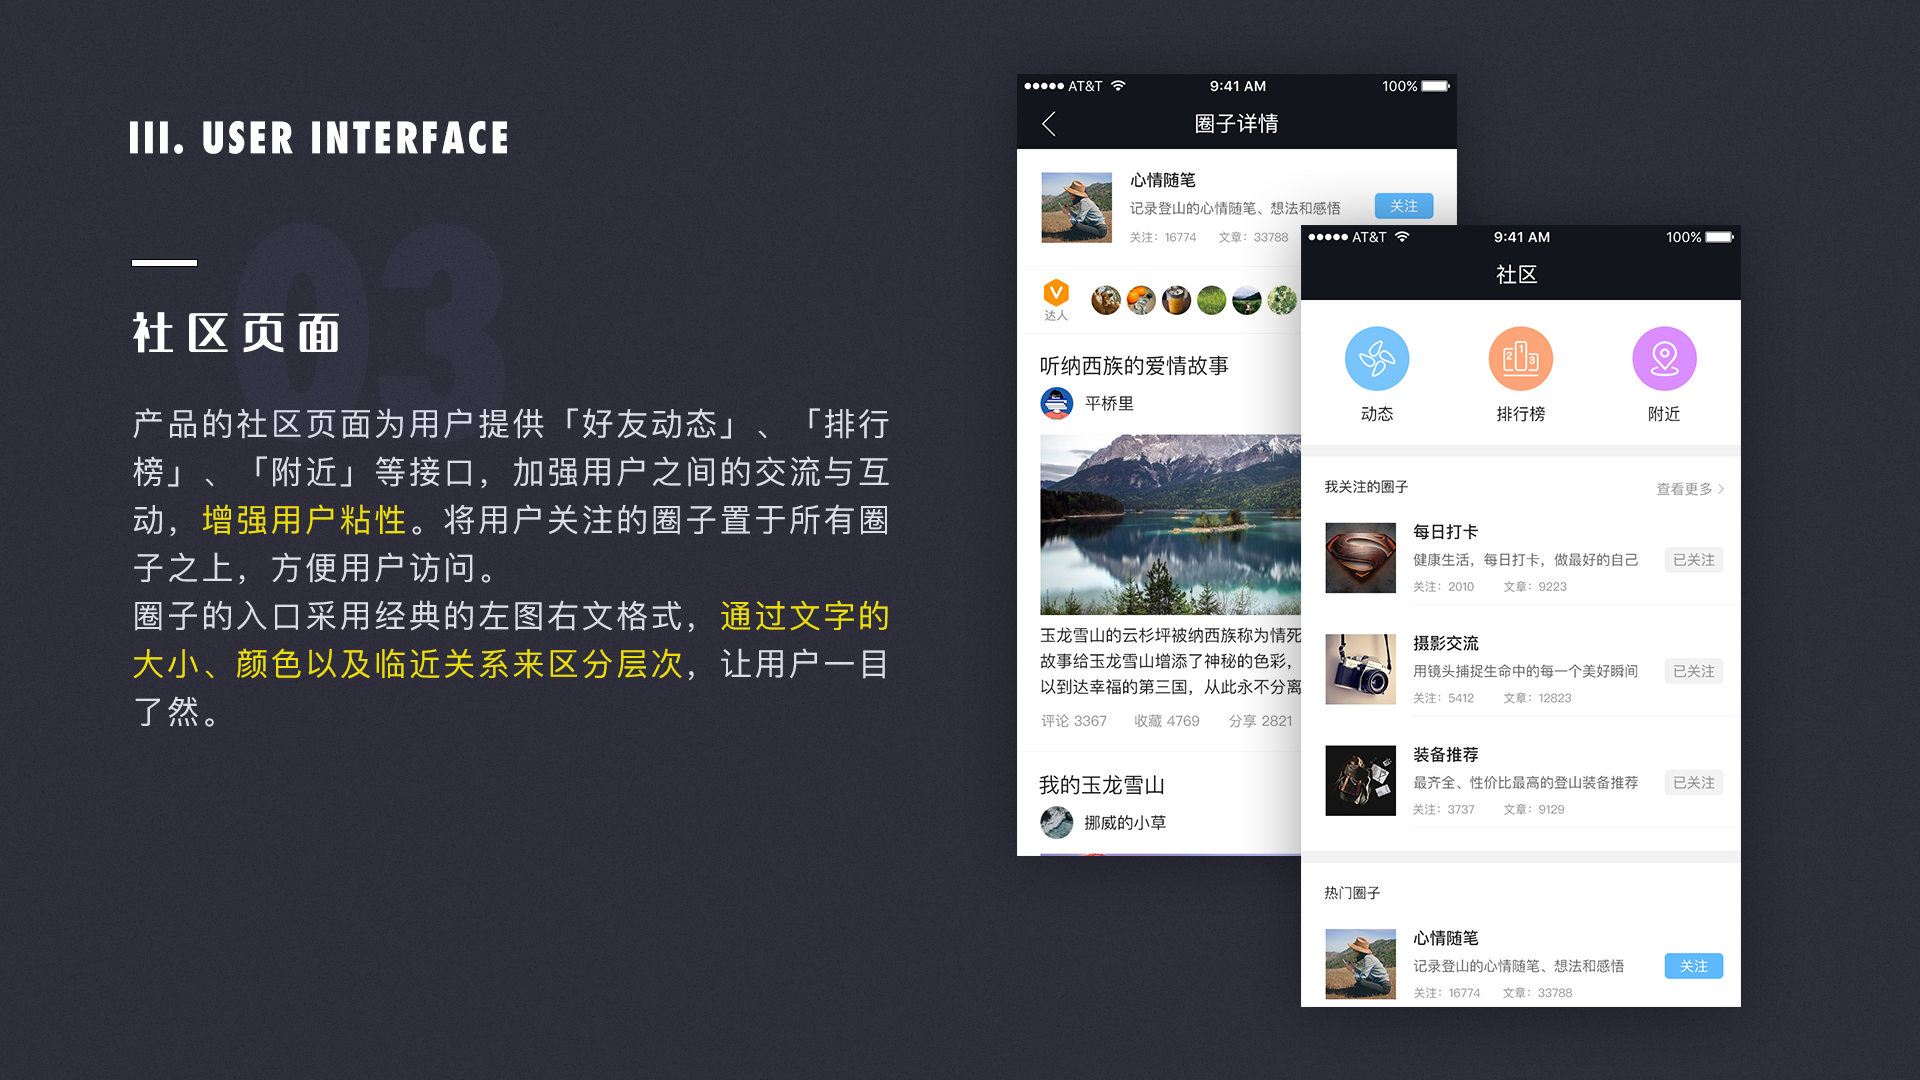 III. USER INTERFACE
03
社区页面
产品的社区页面为用户提供「好友动态」、「排行
榜」、「附近」等接口，加强用户之间的交流与互
动，增强用户粘性。将用户关注的圈子置于所有圈
子之上，方便用户访问。
圈子的入口采用经典的左图右文格式，通过文字的
大小、颜色以及临近关系来区分层次，让用户一目
了然。
AT&T 9:41 AM 100%
圈子详情
心情随笔
记录登山的心情随笔、想法和感悟
关注
关注：16774 文章：33788
V
达人
听纳西族的爱情故事
平桥里
玉龙雪山的云杉坪被纳西族称为情死
故事给玉龙雪山增添了神秘的色彩，
以到达幸福的第三国，从此永不分离
评论 3367 收藏 4769 分享 2821
我的玉龙雪山
挪威的小草
AT&T 9:41 AM 100%
社区
2 1 3
动态 排行榜 附近
我关注的圈子 查看更多
每日打卡
健康生活，每日打卡，做最好的自己
已关注
关注：2010 文章：9223
摄影交流
用镜头捕捉生命中的每一个美好瞬间
已关注
关注：5412 文章：12823
装备推荐
最齐全、性价比最高的登山装备推荐
已关注
关注：3737 文章：9129
热门圈子
心情随笔
记录登山的心情随笔、想法和感悟
关注
关注：16774 文章：33788